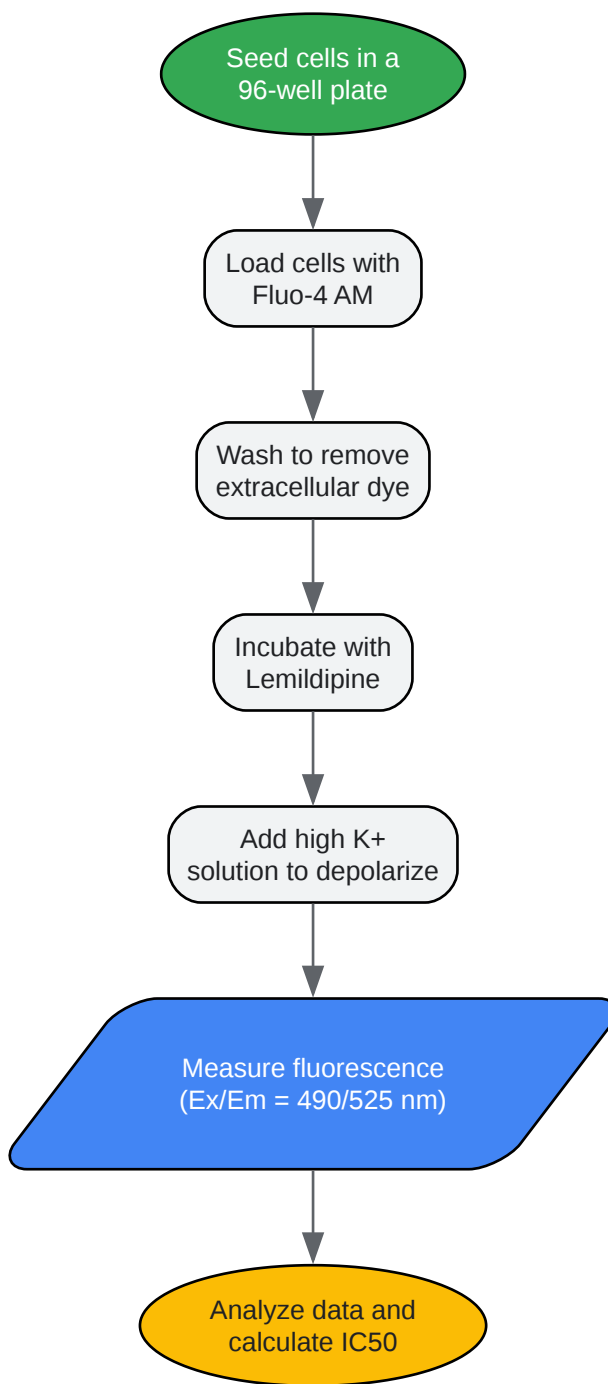 Seed cells in a
96-well plate
Load cells with
Fluo-4 AM
Wash to remove
extracellular dye
Incubate with
Lemildipine
Add high K+
solution to depolarize
Measure fluorescence
(Ex/Em = 490/525 nm)
Analyze data and
calculate IC50